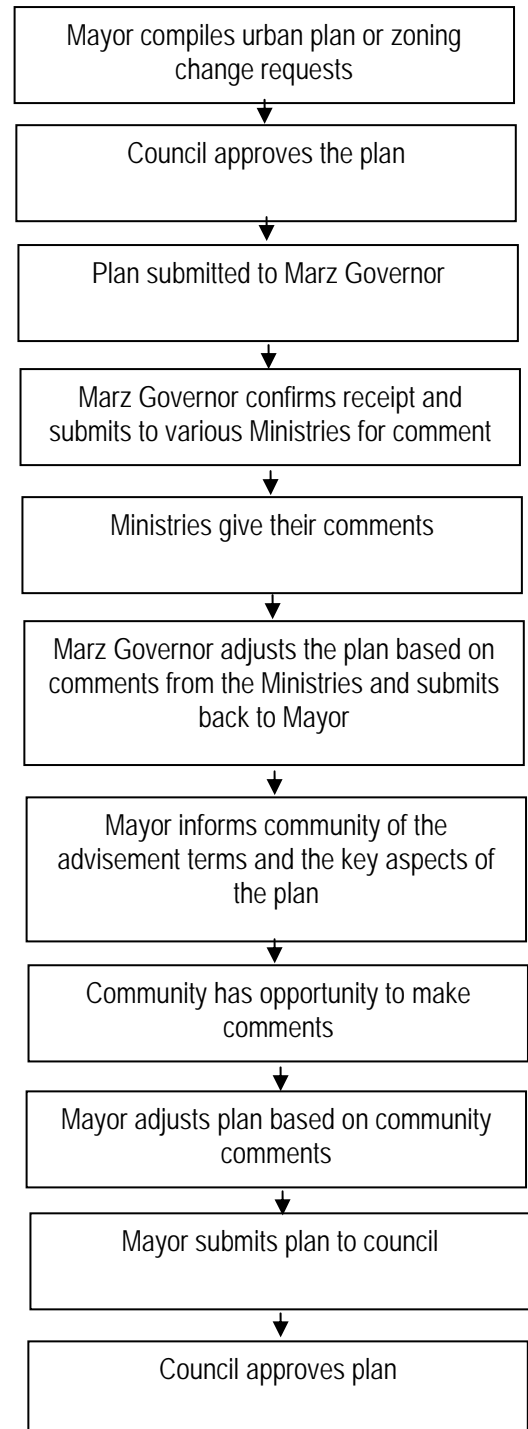 Mayor compiles urban plan or zoning
change requests
Council approves the plan
Plan submitted to Marz Governor
Marz Governor confirms receipt and
submits to various Ministries for comment
Ministries give their comments
Marz Governor adjusts the plan based on
comments from the Ministries and submits
back to Mayor
Mayor informs community of the
advisement terms and the key aspects of
the plan
Community has opportunity to make
comments
Mayor adjusts plan based on community
comments
Mayor submits plan to council
Council approves plan